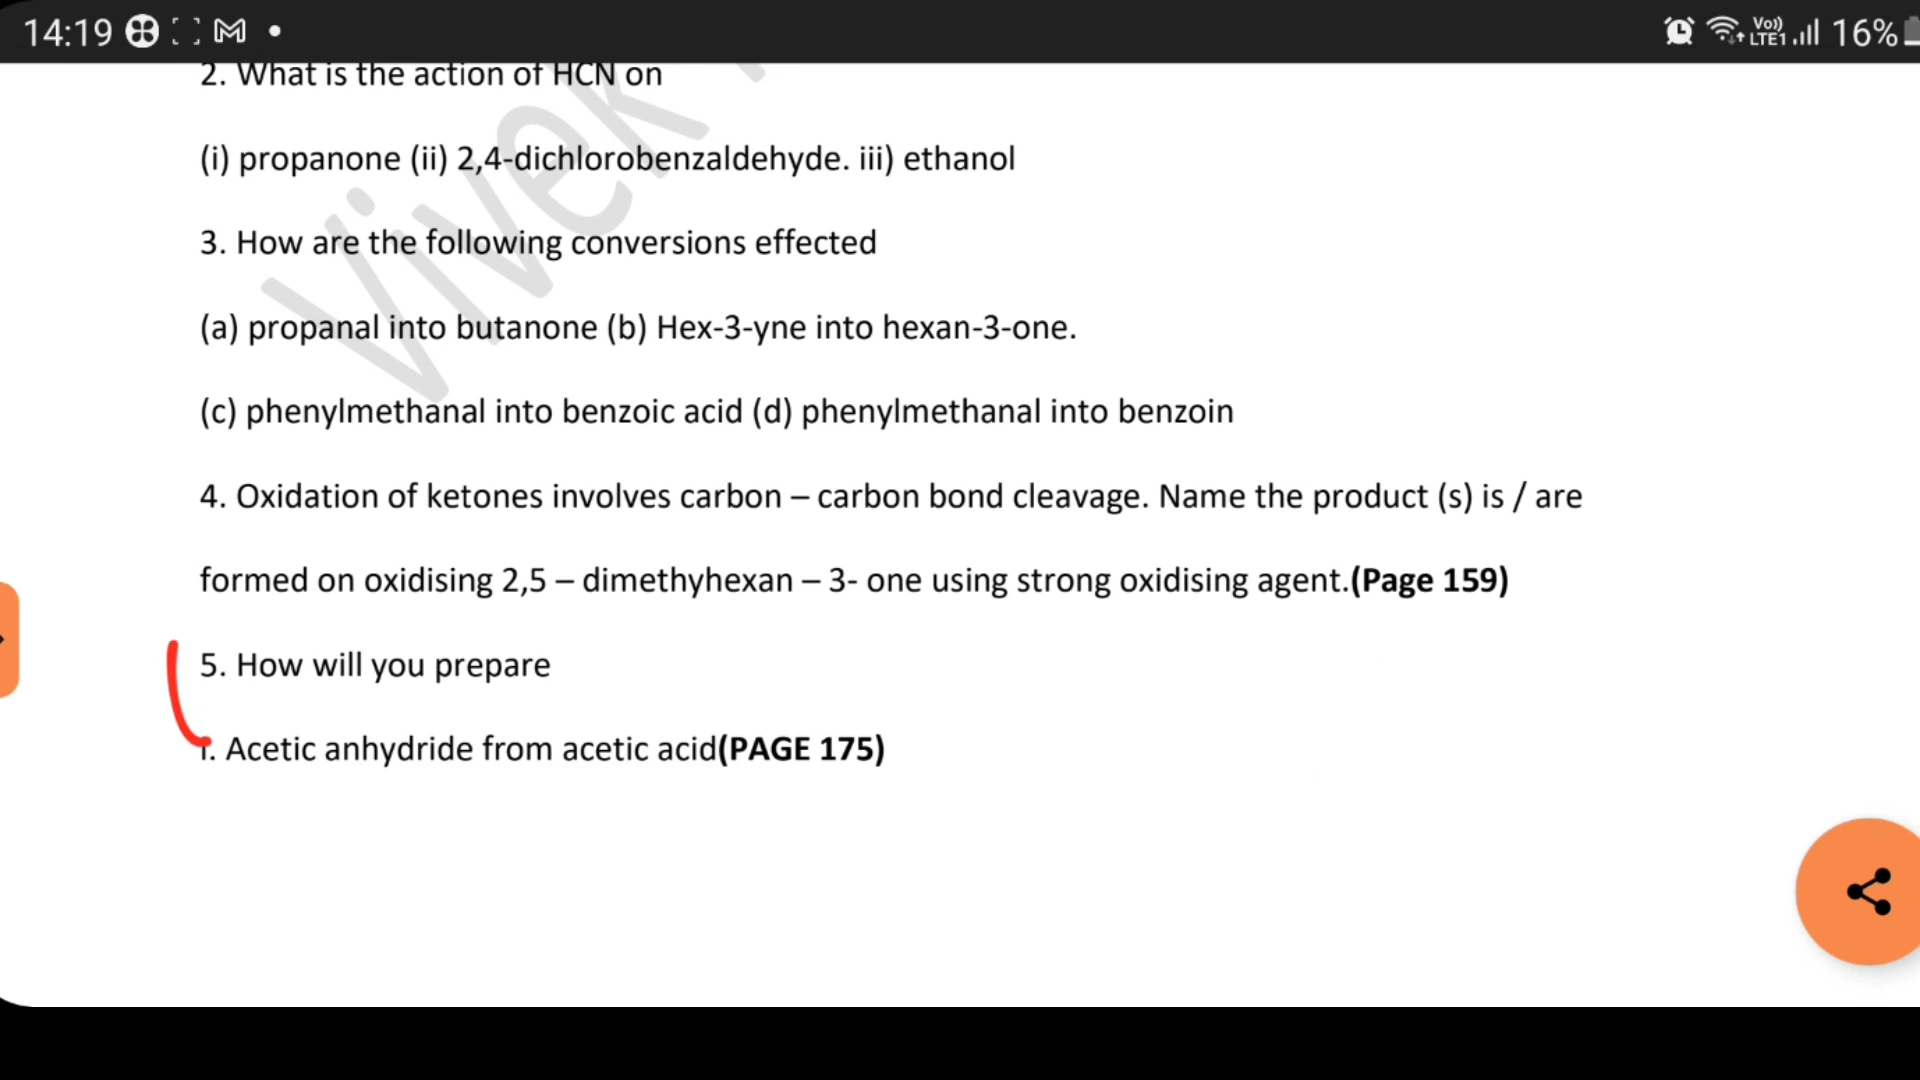 14:19 16%
Vo)) LTE1
2. What is the action of HCN on
(i) propanone (ii) 2,4-dichlorobenzaldehyde. iii) ethanol
3. How are the following conversions effected
(a) propanal into butanone (b) Hex-3-yne into hexan-3-one.
(c) phenylmethanal into benzoic acid (d) phenylmethanal into benzoin
4. Oxidation of ketones involves carbon – carbon bond cleavage. Name the product (s) is / are
formed on oxidising 2,5 – dimethyhexan – 3- one using strong oxidising agent.(Page 159)
5. How will you prepare
i. Acetic anhydride from acetic acid(PAGE 175)
Vivek